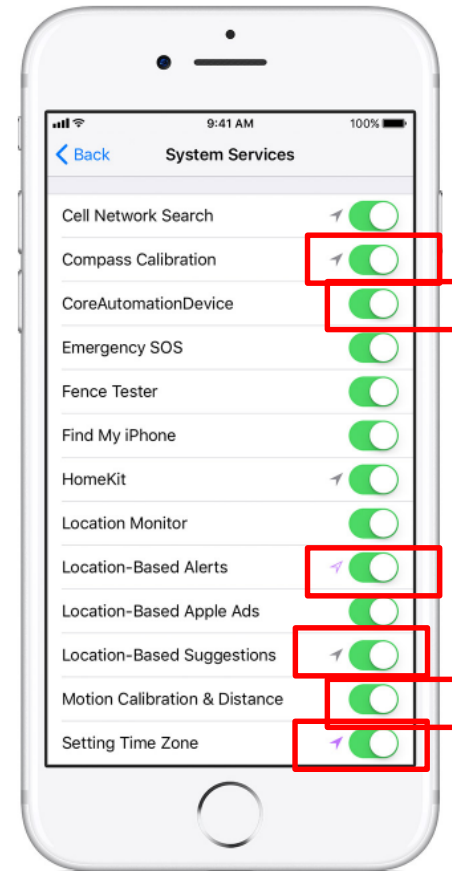 9:41 AM 100%
Back System Services
Cell Network Search
Compass Calibration
CoreAutomationDevice
Emergency SOS
Fence Tester
Find My iPhone
HomeKit
Location Monitor
Location-Based Alerts
Location-Based Apple Ads
Location-Based Suggestions
Motion Calibration & Distance
Setting Time Zone